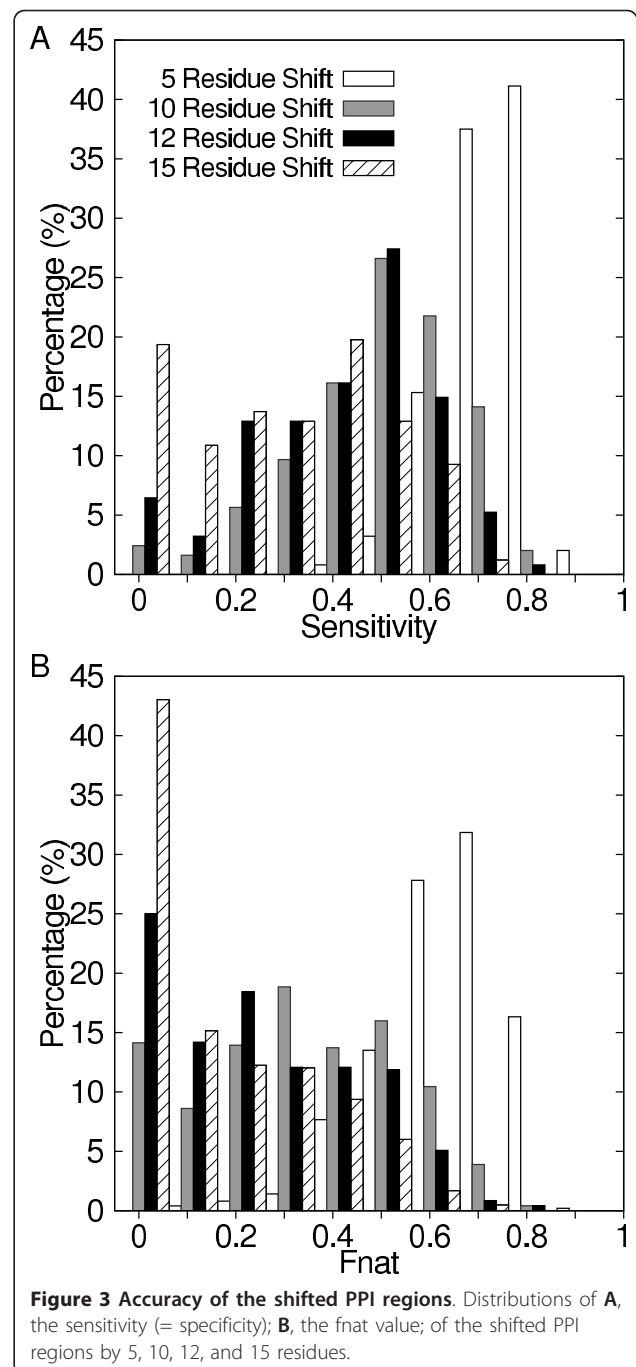 A
45
40
35
30
25
20
15
10
5
0
Percentage (%)
5 Residue Shift
10 Residue Shift
12 Residue Shift
15 Residue Shift
0 0.2 0.4 0.6 0.8 1
Sensitivity
B
45
40
35
30
25
20
15
10
5
0
Percentage (%)
0 0.2 0.4 0.6 0.8 1
Fnat
Figure 3 Accuracy of the shifted PPI regions. Distributions of A,
the sensitivity (= specificity); B, the fnat value; of the shifted PPI
regions by 5, 10, 12, and 15 residues.